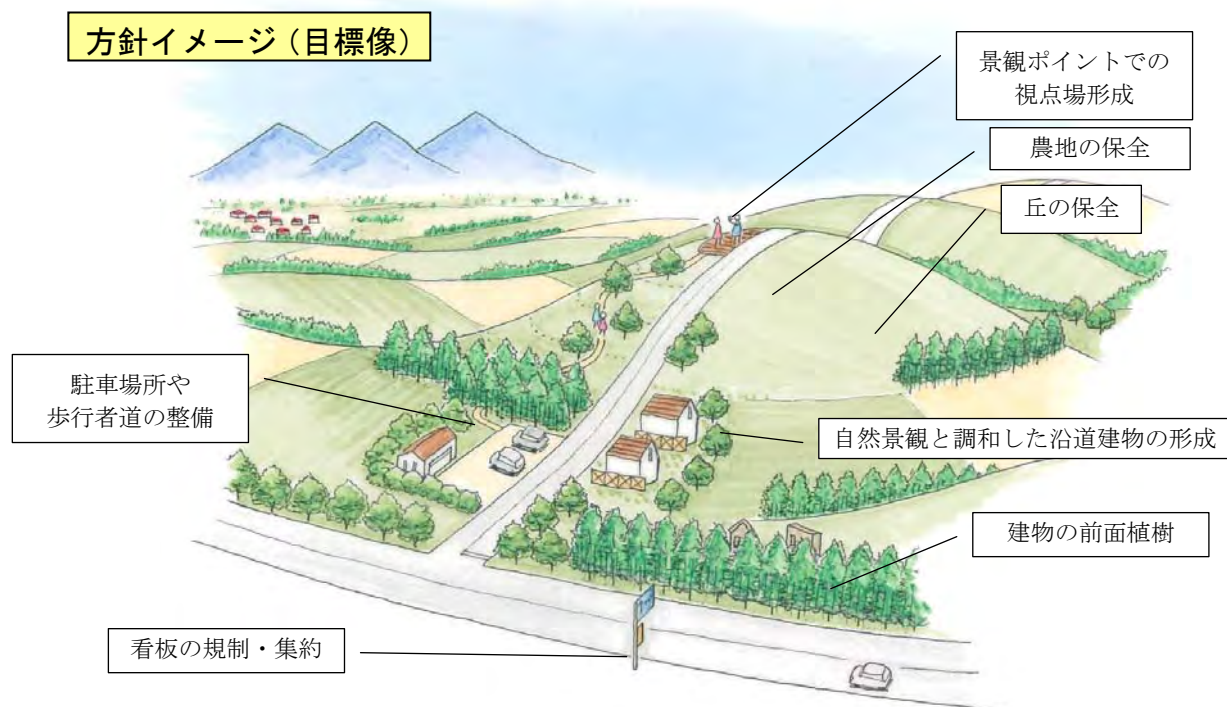 方針イメージ（目標像）
景観ポイントでの
視点場形成
農地の保全
丘の保全
駐車場所や
歩行者道の整備
自然景観と調和した沿道建物の形成
建物の前面植樹
看板の規制・集約